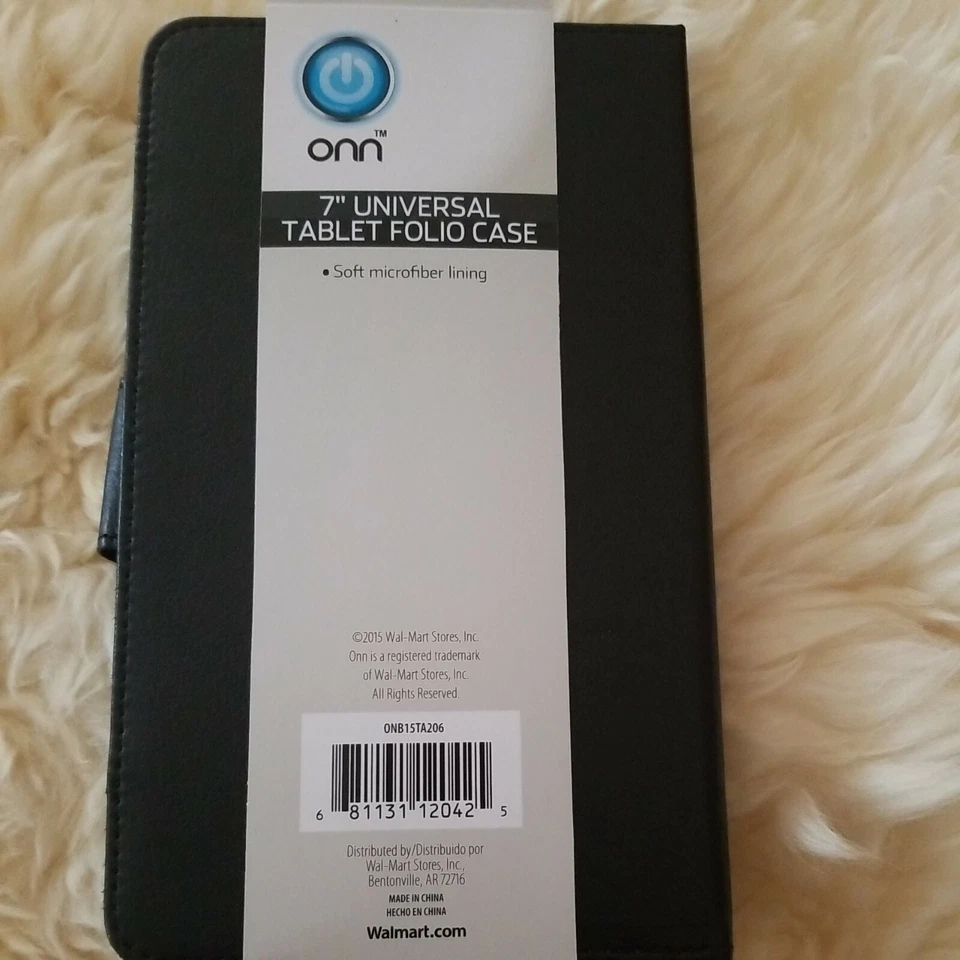 onn™
7" UNIVERSAL
TABLET FOLIO CASE
• Soft microfiber lining
©2015 Wal-Mart Stores, Inc.
Onn is a registered trademark
of Wal-Mart Stores, Inc.
All Rights Reserved.
ONB15TA206
6 81131 12042 5
Distributed by/Distribuido por
Wal-Mart Stores, Inc.,
Bentonville, AR 72716
MADE IN CHINA
HECHO EN CHINA
Walmart.com